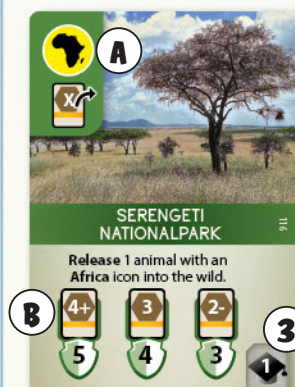 A
X
SERENGETI
NATIONALPARK
116
Release 1 animal with an
Africa icon into the wild.
B
4+ 3 2-
5 4 3
3
1